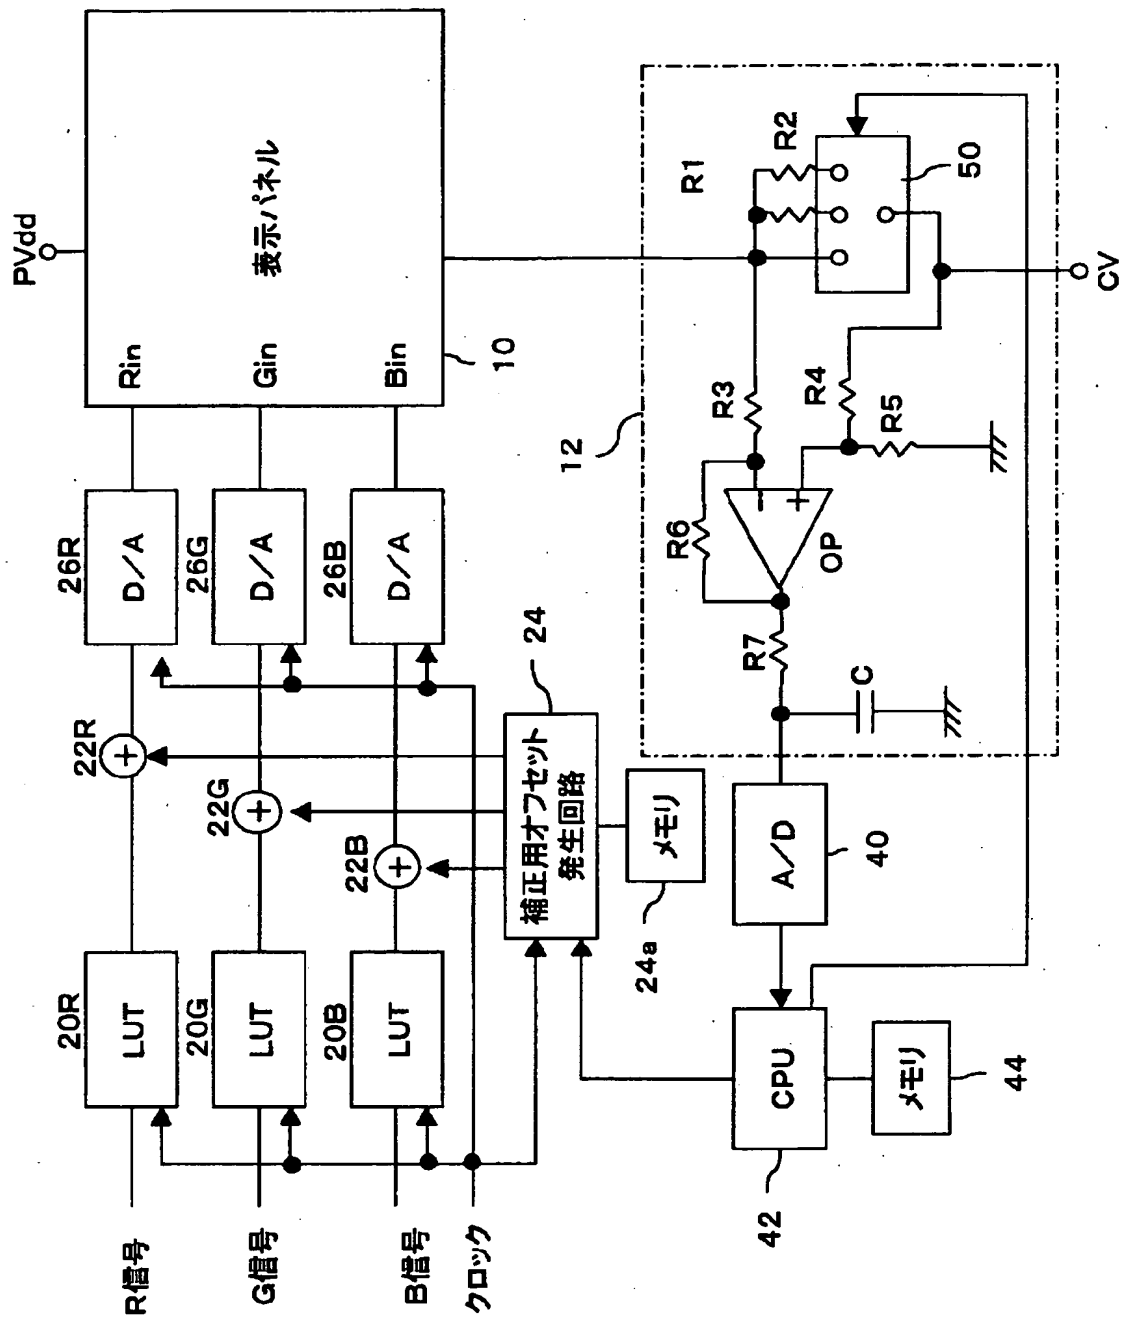 R信号
G信号
B信号
クロック
20R
LUT
20G
LUT
20B
LUT
22R
+
22G
+
22B
+
26R
D/A
26G
D/A
26B
D/A
Rin
Gin
Bin
表示パネル
PVdd
10
補正用オフセット
発生回路
24
メモリ
24a
12
R1
R2
50
R3
R4
R5
R6
−
+
OP
R7
C
CV
A/D
40
CPU
42
メモリ
44